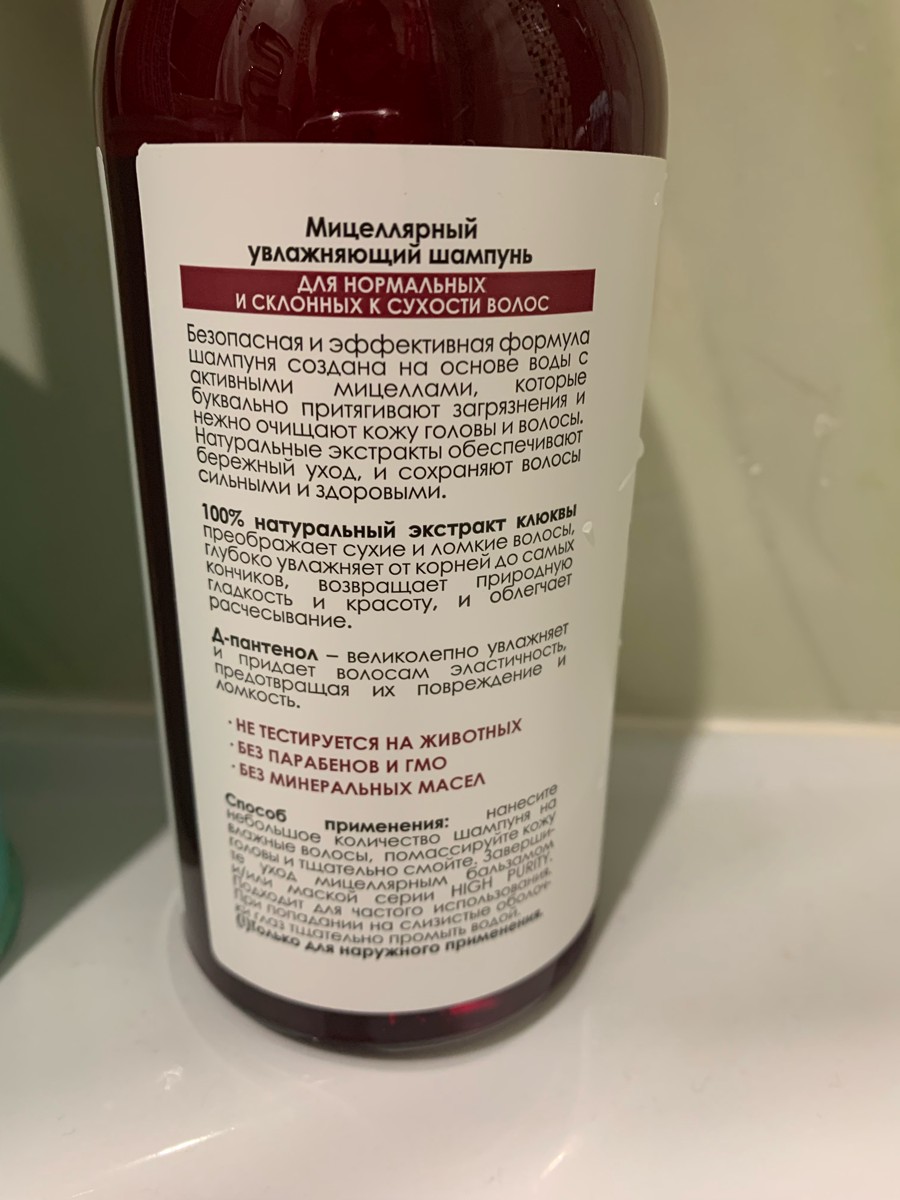 Мицеллярный
увлажняющий шампунь
ДЛЯ НОРМАЛЬНЫХ
И СКЛОННЫХ К СУХОСТИ ВОЛОС
Безопасная и эффективная формула
шампуня создана на основе воды с
активными мицеллами, которые
буквально притягивают загрязнения и
нежно очищают кожу головы и волосы.
Натуральные экстракты обеспечивают
бережный уход, и сохраняют волосы
сильными и здоровыми.
100% натуральный экстракт клюквы
преображает сухие и ломкие волосы,
глубоко увлажняет от корней до самых
кончиков, возвращает природную
гладкость и красоту, и облегчает
расчесывание.
Д-пантенол – великолепно увлажняет
и придает волосам эластичность,
предотвращая их повреждение и
ломкость.
· НЕ ТЕСТИРУЕТСЯ НА ЖИВОТНЫХ
· БЕЗ ПАРАБЕНОВ И ГМО
· БЕЗ МИНЕРАЛЬНЫХ МАСЕЛ
Способ применения: нанесите
небольшое количество шампуня на
влажные волосы, помассируйте кожу
головы и тщательно смойте. Заверши-
те уход мицеллярным бальзамом
и/или маской серии HIGH PURITY.
Подходит для частого использования.
При попадании на слизистые оболоч-
ки глаз тщательно промыть водой.
(!)Только для наружного применения.